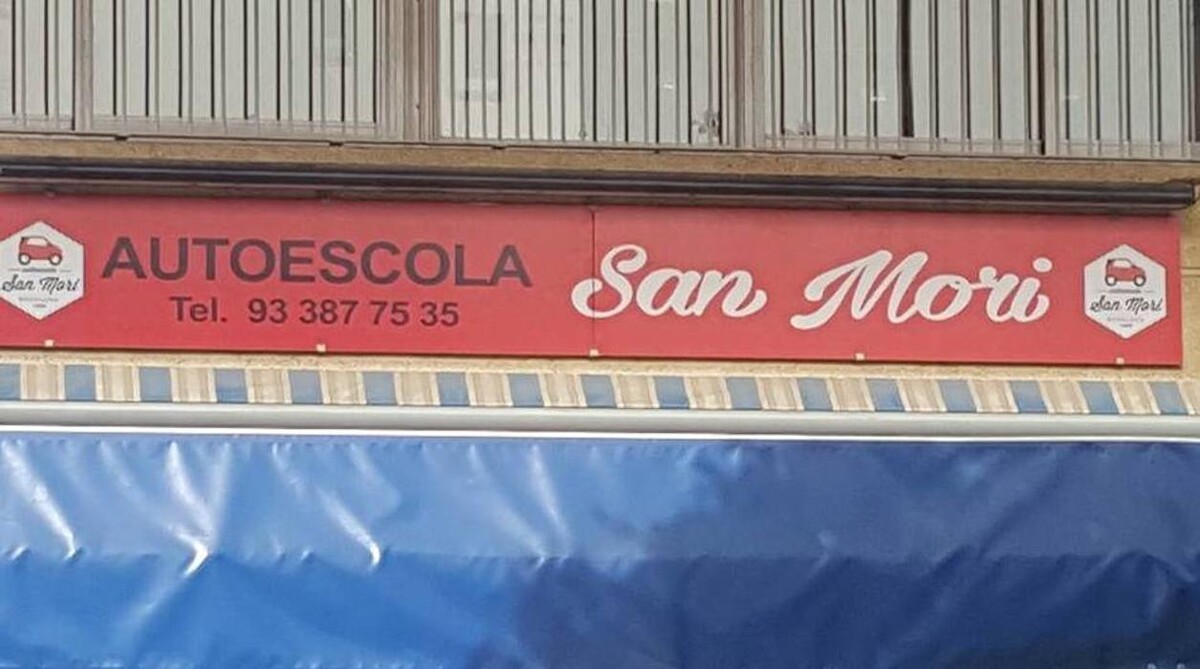 AUTOESCOLA
Tel. 93 387 75 35
San Mori
San Mori
San Mori